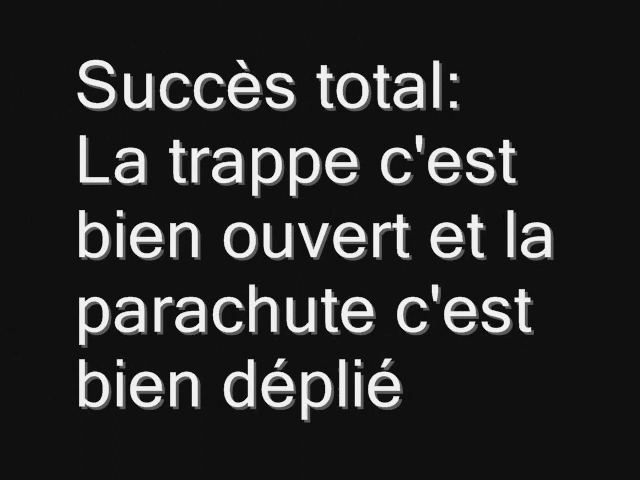 Succès total:
La trappe c'est
bien ouvert et la
parachute c'est
bien déplié